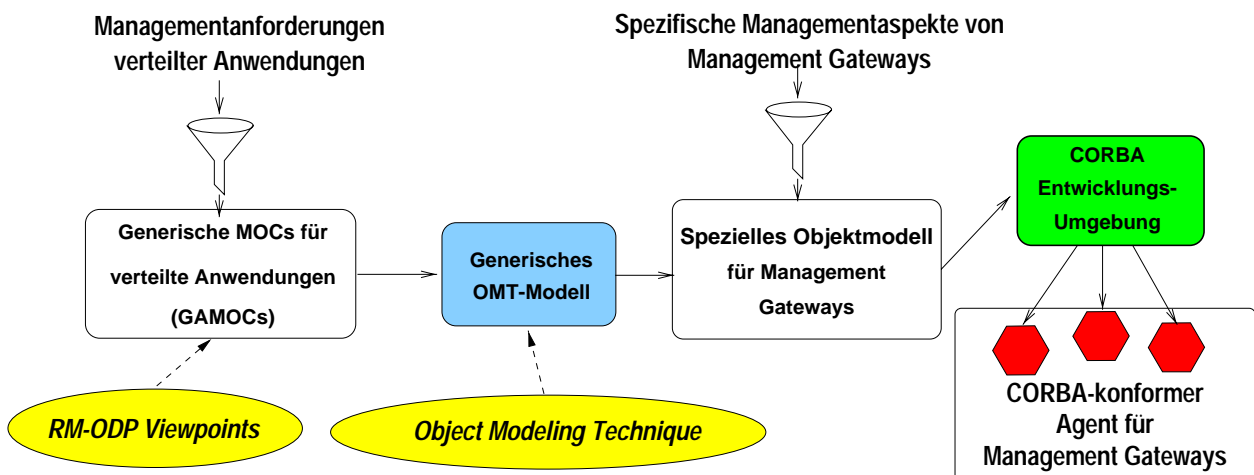 Managementanforderungen
verteilter Anwendungen
Spezifische Managementaspekte von
Management Gateways
Generische MOCs für
verteilte Anwendungen
(GAMOCs)
Generisches
OMT-Modell
Spezielles Objektmodell
für Management
Gateways
CORBA
Entwicklungs-
Umgebung
RM-ODP Viewpoints
Object Modeling Technique
CORBA-konformer
Agent für
Management Gateways